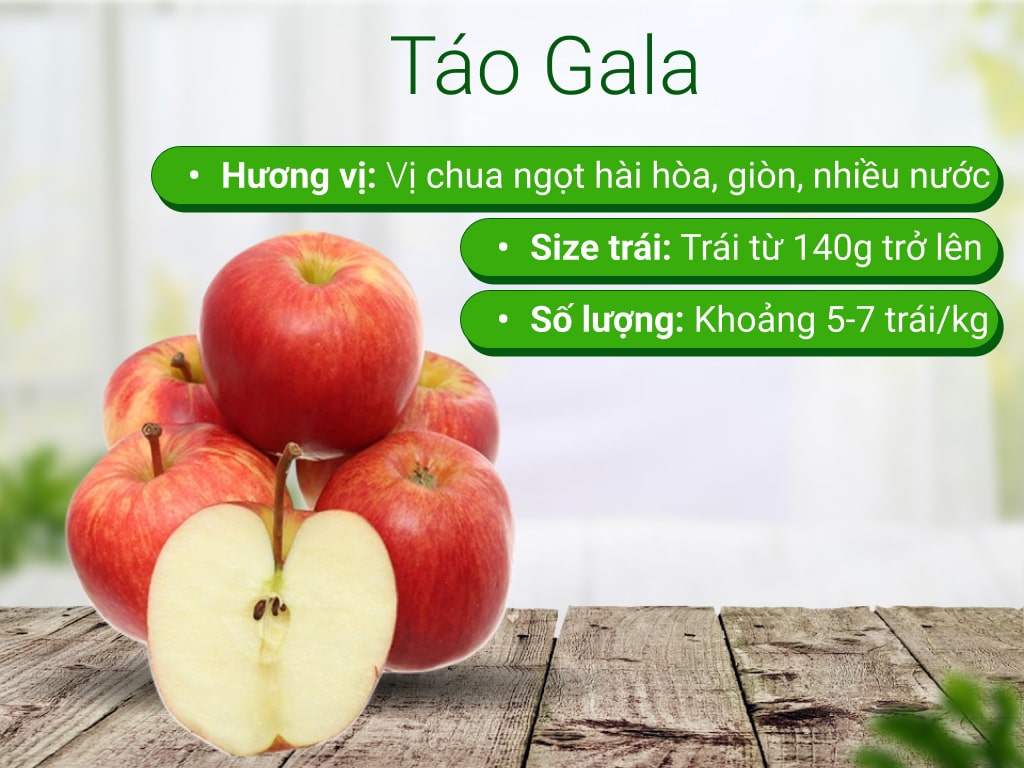 Táo Gala
• Hương vị: Vị chua ngọt hài hòa, giòn, nhiều nước
• Size trái: Trái từ 140g trở lên
• Số lượng: Khoảng 5-7 trái/kg